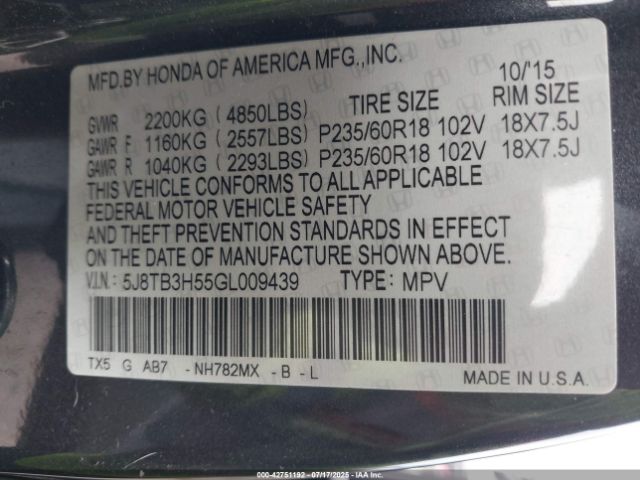 MFD.BY HONDA OF AMERICA MFG.,INC. 10/'15
GVWR 2200KG (4850LBS) TIRE SIZE RIM SIZE
GAWR F 1160KG (2557LBS) P235/60R18 102V 18X7.5J
GAWR R 1040KG (2293LBS) P235/60R18 102V 18X7.5J
THIS VEHICLE CONFORMS TO ALL APPLICABLE
FEDERAL MOTOR VEHICLE SAFETY
AND THEFT PREVENTION STANDARDS IN EFFECT
ON THE DATE OF MANUFACTURE SHOWN ABOVE.
V.I.N.: 5J8TB3H55GL009439 TYPE: MPV
TX5 G AB7 -NH782MX -B -L
MADE IN U.S.A.
00-42751192 - 07/17/2025 - IAA Inc.